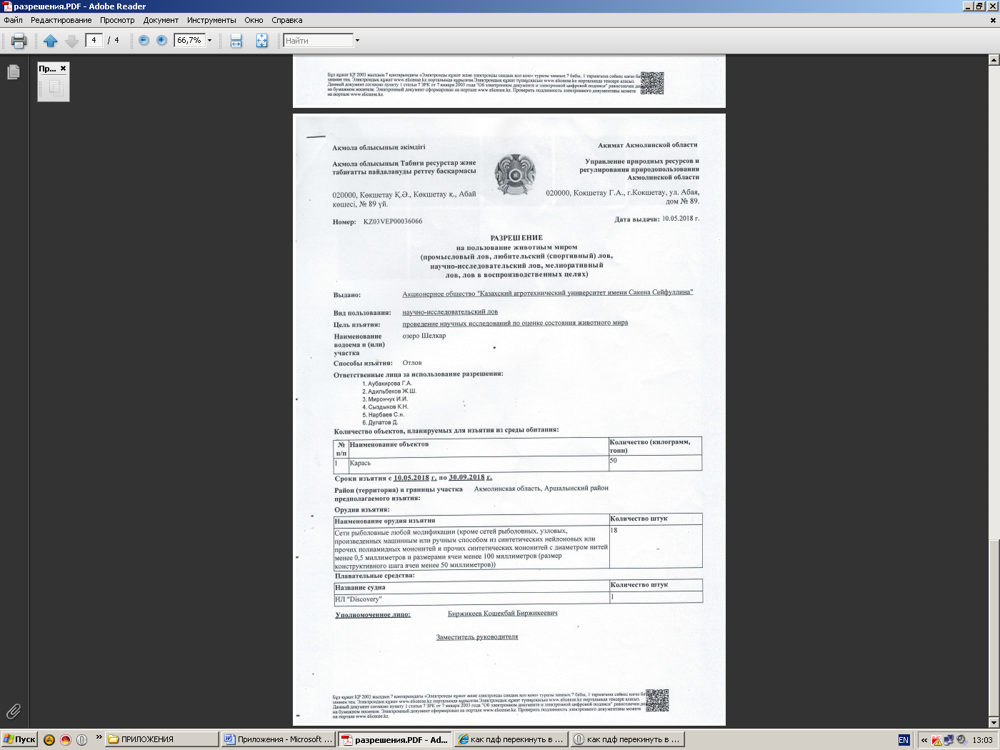 разрешения.PDF - Adobe Reader
Файл Редактирование Просмотр Документ Инструменты Окно Справка
4 / 4 66,7% Найти
Пр...
Бұл құжат ҚР 2003 жылдың 7 қаңтарындағы «Электронды құжат және электронды сандық қол қою» туралы заңның 7 бабы, 1 тармағына сәйкес қағаз бе
заңмен тең. Электрондық құжат www.elicense.kz порталында құрылған.Электрондық құжат түпнұсқасын www.elicense.kz порталында тексере аласыз.
Данный документ согласно пункту 1 статьи 7 ЗРК от 7 января 2003 года "Об электронном документе и электронной цифровой подписи" равнозначен до
на бумажном носителе. Электронный документ сформирован на портале www.elicense.kz. Проверить подлинность электронного документавы можете
на портале www.elicense.kz.
Ақмола облысының әкімдігі
Акимат Акмолинской области
Ақмола облысының Табиғи ресурстар және
табиғатты пайдалануды реттеу басқармасы
Управление природных ресурсов и
регулирования природопользования
Акмолинской области
020000, Көкшетау Қ.Ә., Көкшетау қ., Абай
көшесі, № 89 үй.
020000, Кокшетау Г.А., г.Кокшетау, ул. Абая,
дом № 89.
Номер: KZ03VEP00036066
Дата выдачи: 10.05.2018 г.
РАЗРЕШЕНИЕ
на пользование животным миром
(промысловый лов, любительский (спортивный) лов,
научно-исследовательский лов, мелиоративный
лов, лов в воспроизводственных целях)
Выдано: Акционерное общество "Казахский агротехнический университет имени Сакена Сейфуллина"
Вид пользования: научно-исследовательский лов
Цель изъятия: проведение научных исследований по оценке состояния животного мира
Наименование озеро Шелкар
водоема и (или)
участка
Способы изъятия: Отлов
Ответственные лица за использование разрешения:
1. Аубакирова Г.А.
2. Адильбеков Ж.Ш.
3. Мирончук И.И.
4. Сыздыков К.Н.
5. Нарбаев С.н.
6. Дулатов Д.
Количество объектов, планируемых для изъятия из среды обитания:
№ Наименование объектов Количество (килограмм,
п/п тонн)
1 Карась 50
Сроки изъятия с 10.05.2018 г. по 30.09.2018 г.
Район (территория) и границы участка Акмолинская область, Аршалынский район
предполагаемого изъятия:
Орудия изъятия:
Наименование орудия изъятия Количество штук
Сети рыболовные любой модификации (кроме сетей рыболовных, узловых, 18
произведенных машинным или ручным способом из синтетических нейлоновых или
прочих полиамидных мононитей и прочих синтетических мононитей с диаметром нитей
менее 0,5 миллиметров и размерами ячеи менее 100 миллиметров (размер
конструктивного шага ячеи менее 50 миллиметров))
Плавательные средства:
Название судна Количество штук
НЛ "Discovery" 1
Уполномоченное лицо: Биржикеев Кошекбай Биржикеевич
Заместитель руководителя
Бұл құжат ҚР 2003 жылдың 7 қаңтарындағы «Электронды құжат және электронды сандық қол қою» туралы заңның 7 бабы, 1 тармағына сәйкес қағаз бе
заңмен тең. Электрондық құжат www.elicense.kz порталында құрылған.Электрондық құжат түпнұсқасын www.elicense.kz порталында тексере аласыз.
Данный документ согласно пункту 1 статьи 7 ЗРК от 7 января 2003 года "Об электронном документе и электронной цифровой подписи" равнозначен до
на бумажном носителе. Электронный документ сформирован на портале www.elicense.kz. Проверить подлинность электронного документавы можете
на портале www.elicense.kz.
Пуск » ПРИЛОЖЕНИЯ Приложения - Microsoft ... разрешения.PDF - Ad... как пдф перекинуть в ... как пдф перекинуть в ... EN « 13:03